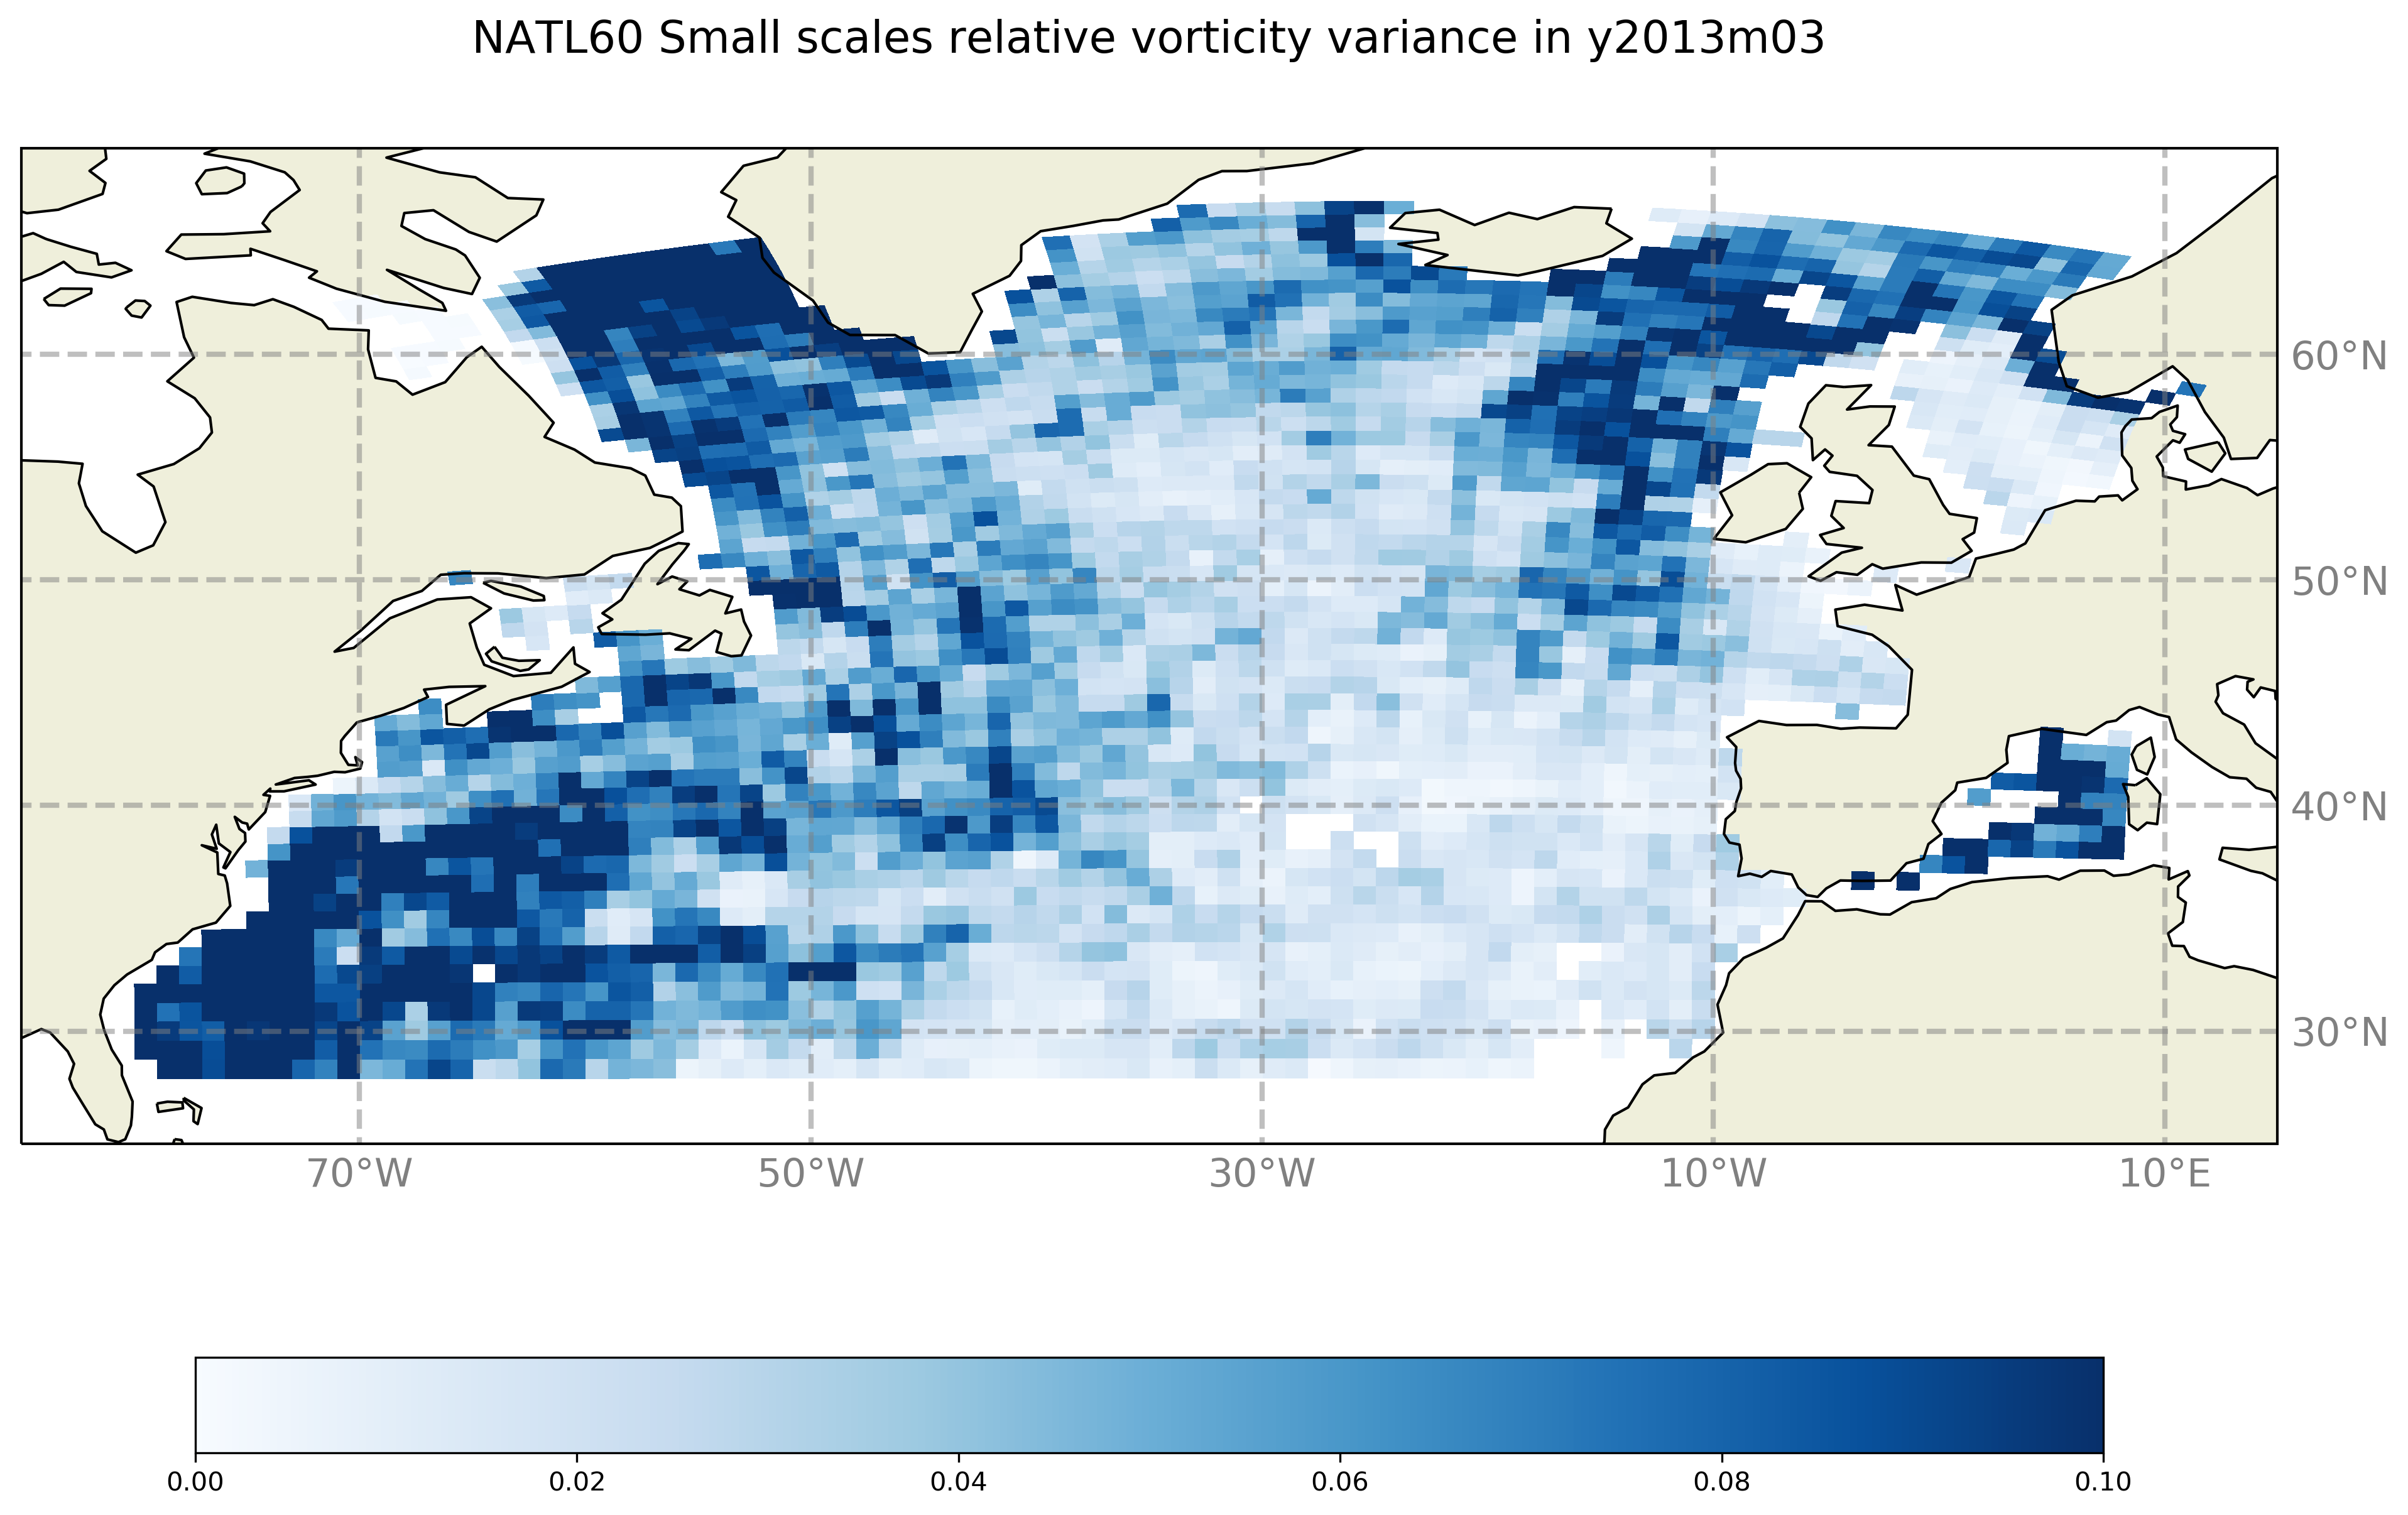 NATL60 Small scales relative vorticity variance in y2013m03
60°N
50°N
40°N
30°N
70°W 50°W 30°W 10°W 10°E
0.00 0.02 0.04 0.06 0.08 0.10